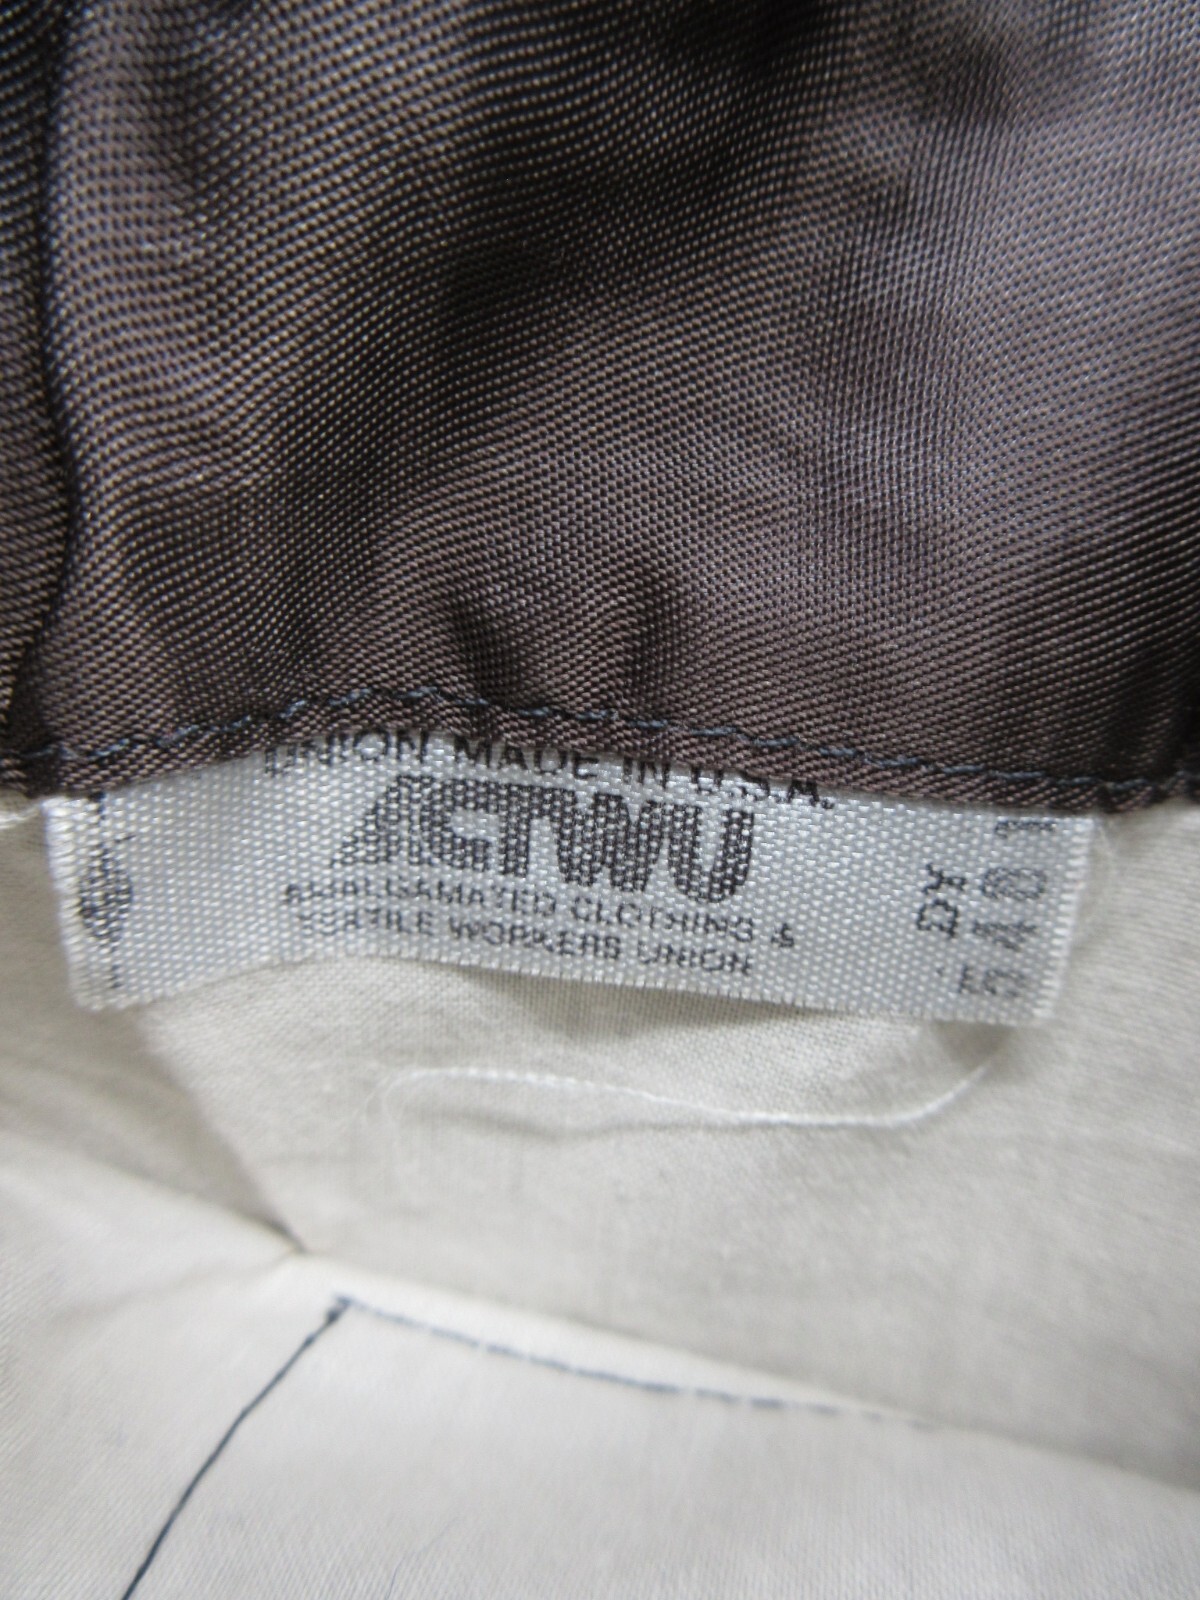 UNION MADE IN U.S.A.
ACTWU
AMALGAMATED CLOTHING &
TEXTILE WORKERS UNION